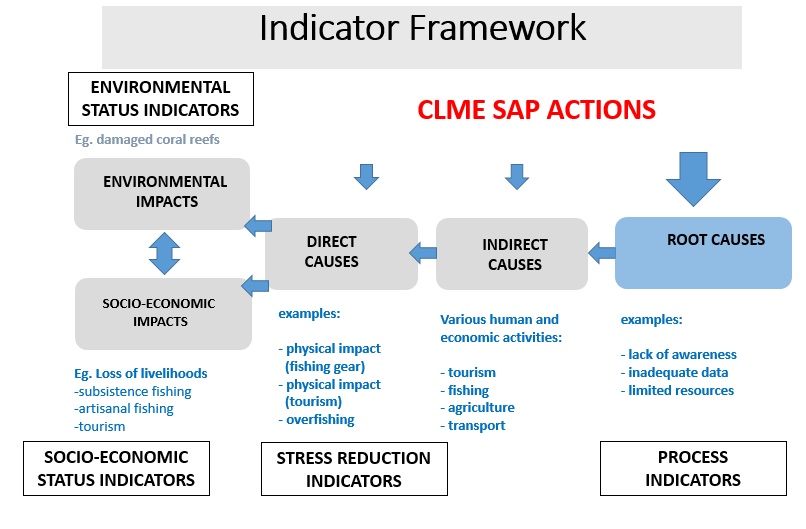 Indicator Framework
ENVIRONMENTAL
STATUS INDICATORS
CLME SAP ACTIONS
Eg. damaged coral reefs
ENVIRONMENTAL
IMPACTS
DIRECT
CAUSES
INDIRECT
CAUSES
ROOT CAUSES
SOCIO-ECONOMIC
IMPACTS
examples:
- physical impact
(fishing gear)
- physical impact
(tourism)
- overfishing
Various human and
economic activities:
- tourism
- fishing
- agriculture
- transport
examples:
- lack of awareness
- inadequate data
- limited resources
Eg. Loss of livelihoods
-subsistence fishing
-artisanal fishing
-tourism
SOCIO-ECONOMIC
STATUS INDICATORS
STRESS REDUCTION
INDICATORS
PROCESS
INDICATORS